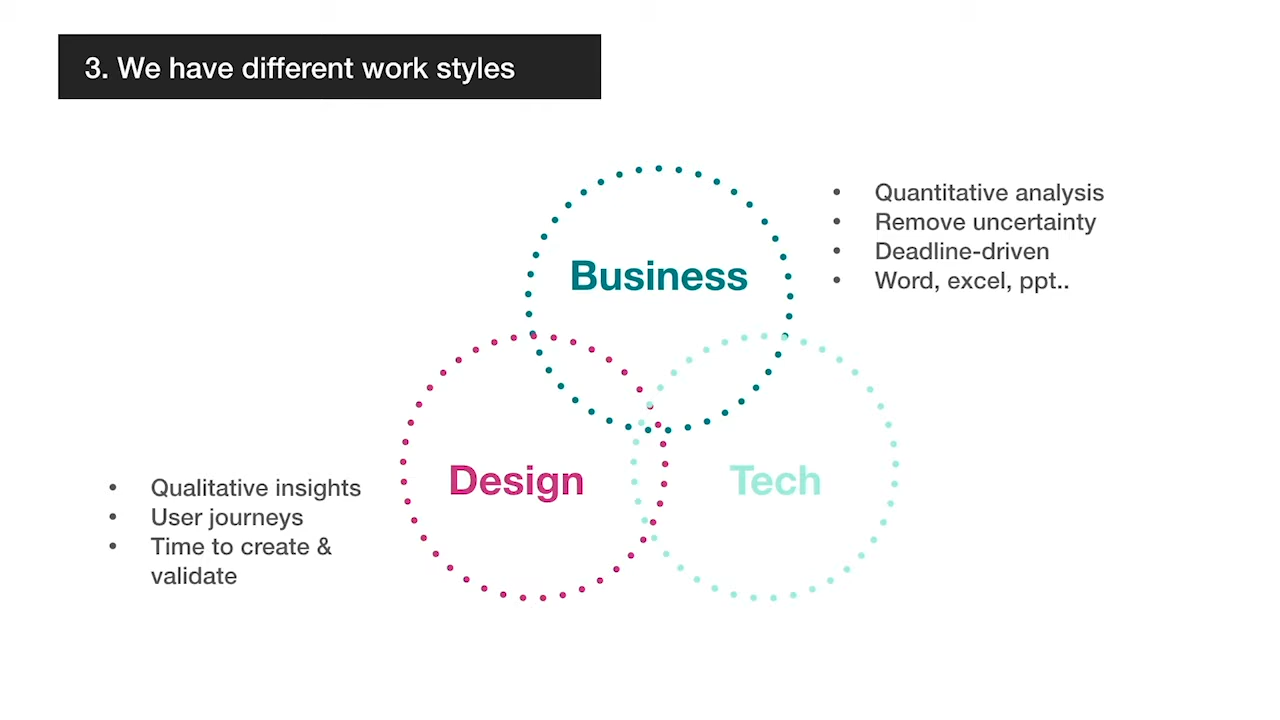 3. We have different work styles
Business
• Quantitative analysis
• Remove uncertainty
• Deadline-driven
• Word, excel, ppt..
Design
Tech
• Qualitative insights
• User journeys
• Time to create &
validate